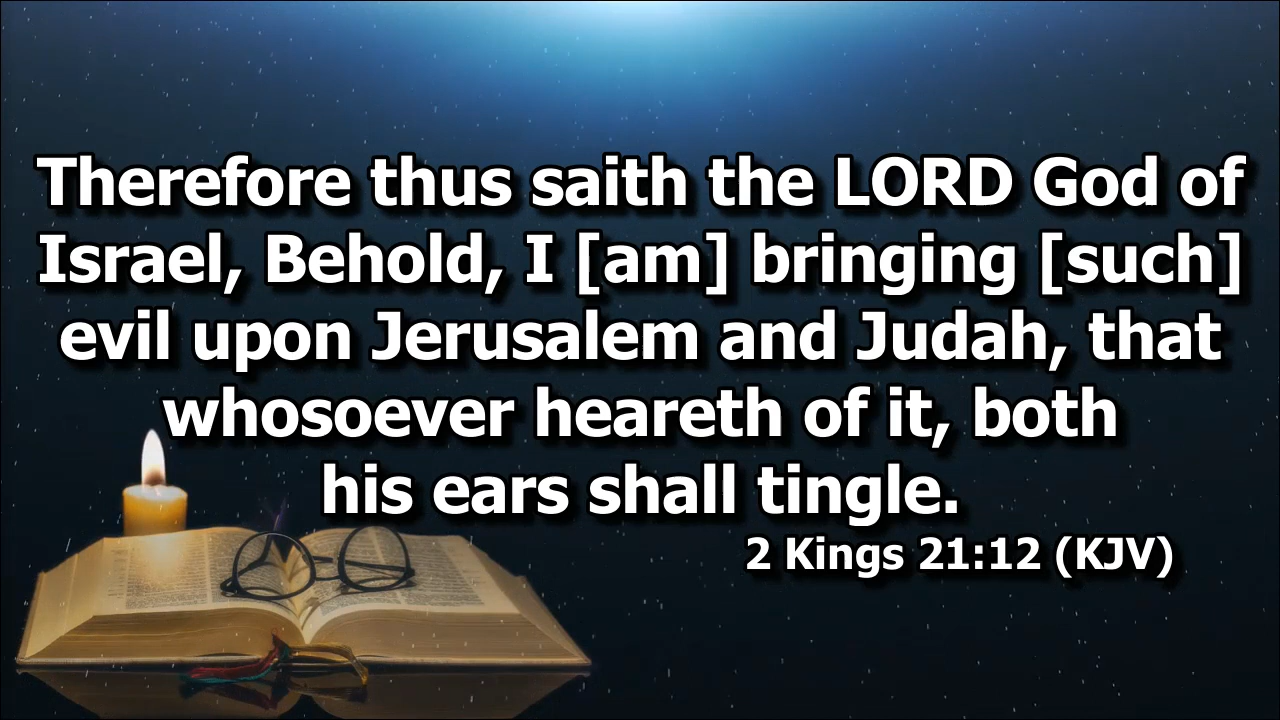 Therefore thus saith the LORD God of
Israel, Behold, I [am] bringing [such]
evil upon Jerusalem and Judah, that
whosoever heareth of it, both
his ears shall tingle.
2 Kings 21:12 (KJV)